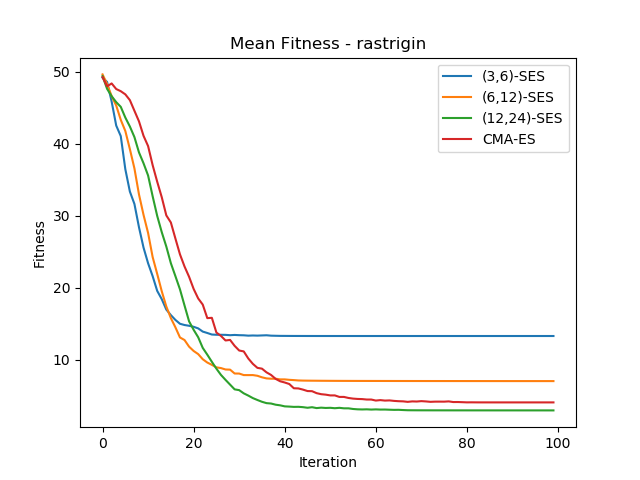 Mean Fitness - rastrigin
50
40
30
20
10
Fitness
(3,6)-SES
(6,12)-SES
(12,24)-SES
CMA-ES
0
20
40
60
80
100
Iteration